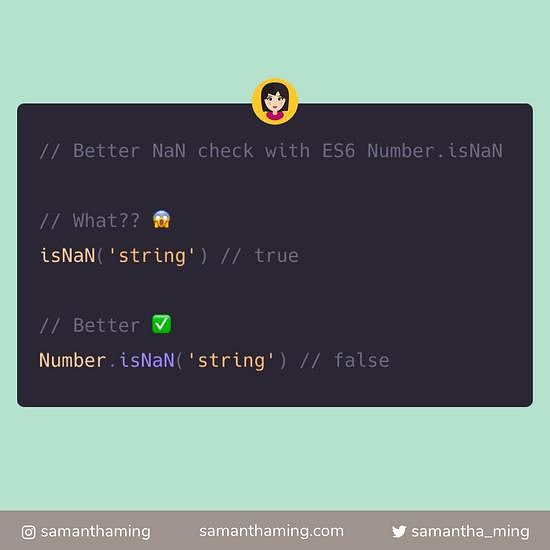 // Better NaN check with ES6 Number.isNaN
// What?? 😱
isNaN('string') // true
// Better ✅
Number.isNaN('string') // false
samanthaming
samanthaming.com
samantha_ming